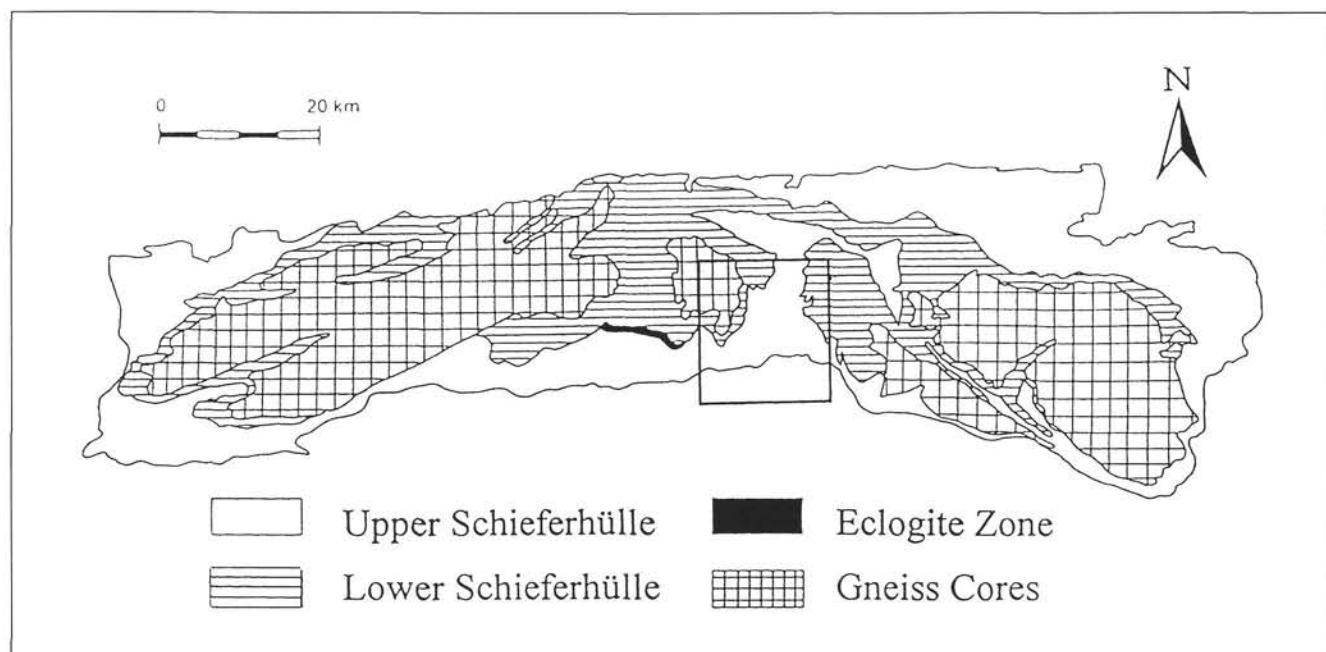 0 20 km
N
Upper Schieferhülle
Eclogite Zone
Lower Schieferhülle
Gneiss Cores